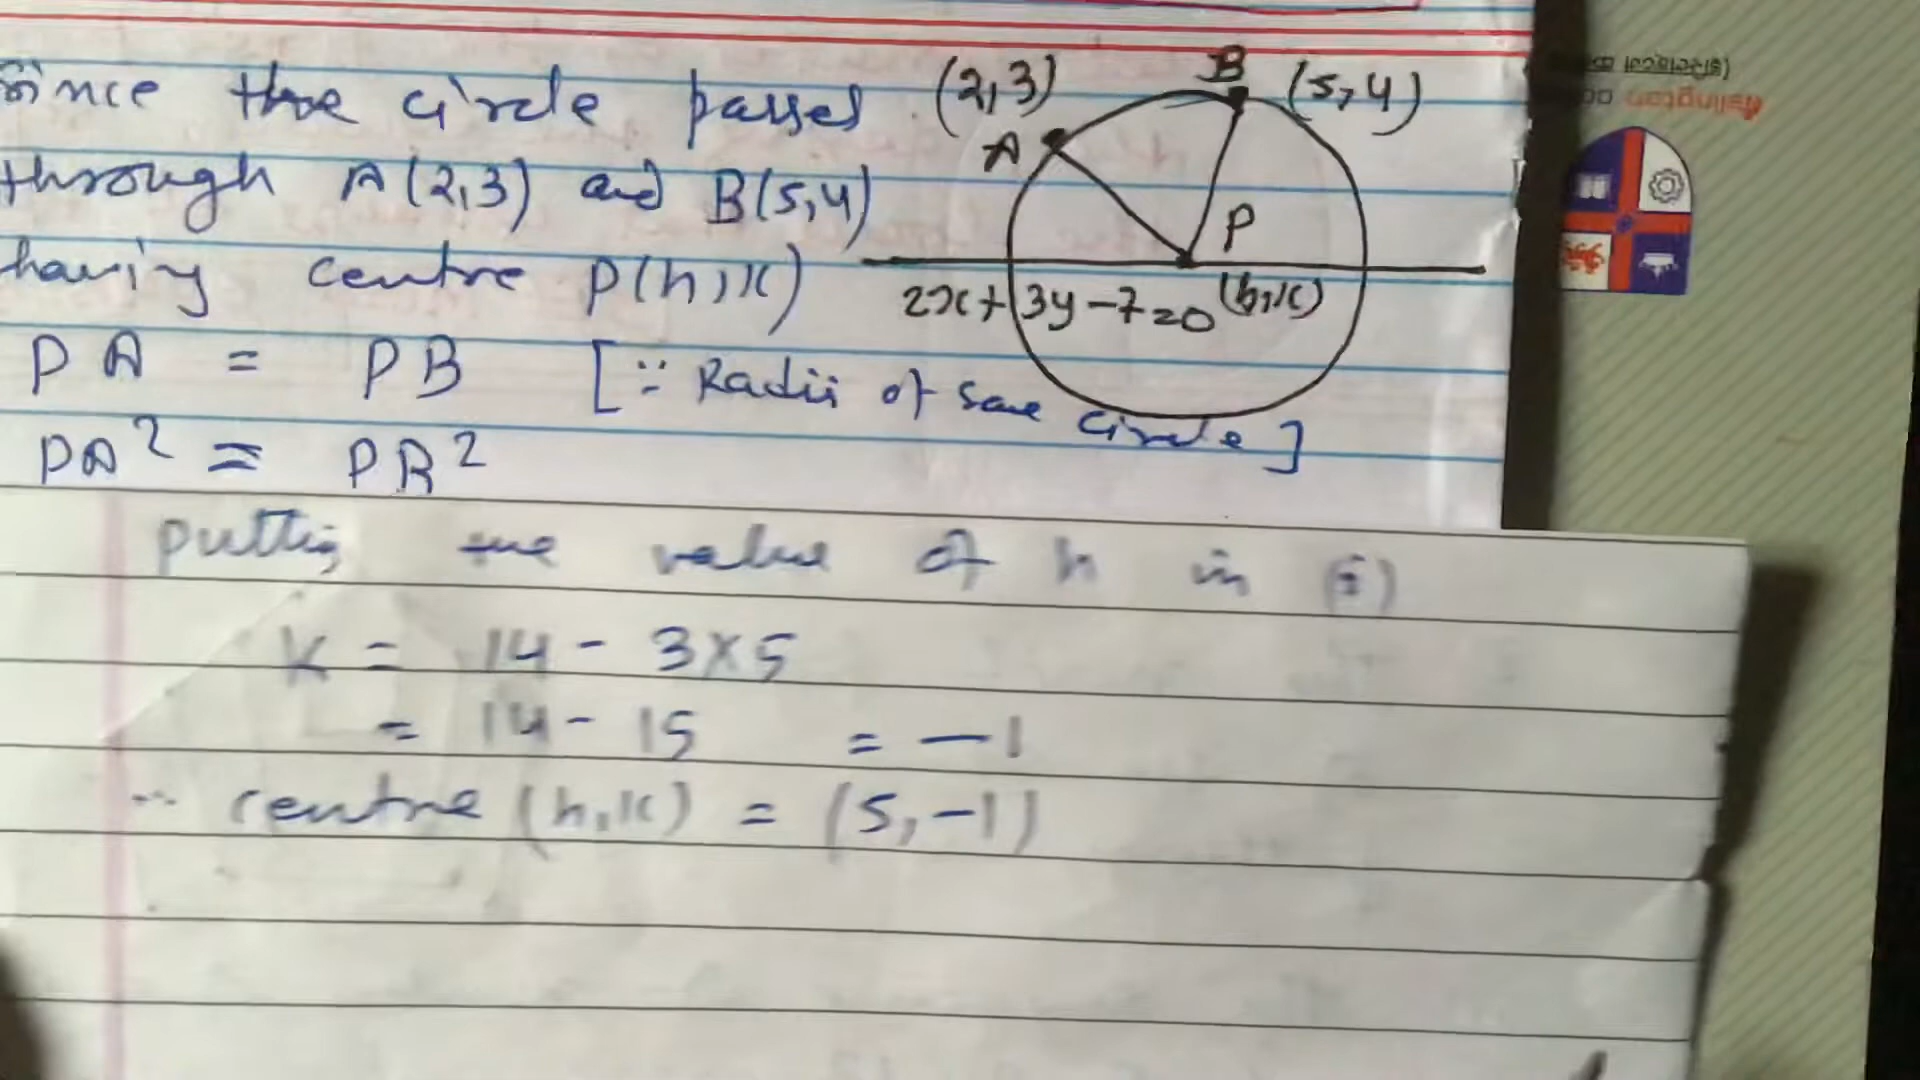 Since the circle passes
through A(2,3) and B(5,4)
having centre P(h,k)
PA = PB [∵ Radii of same circle]
PA² = PB²
(2,3)
A
B (5,4)
P
(h,k)
2x+3y-7=0
putting the value of h in (i)
K = 14 - 3×5
= 14 - 15 = -1
∴ centre (h,k) = (5,-1)